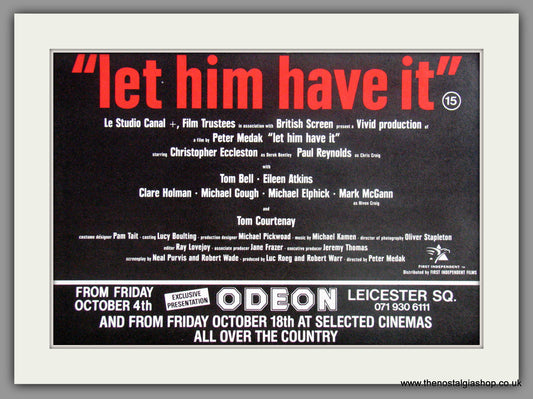 "let him have it"
15
Le Studio Canal +, Film Trustees in association with British Screen present a Vivid production of
a film by Peter Medak "let him have it"
starring Christopher Eccleston as Derek Bentley Paul Reynolds as Chris Craig
with
Tom Bell · Eileen Atkins
Clare Holman · Michael Gough · Michael Elphick · Mark McGann
as Niven Craig
and
Tom Courtenay
costume designer Pam Tait · casting Lucy Boulting · production designer Michael Pickwoad · music by Michael Kamen · director of photography Oliver Stapleton
editor Ray Lovejoy · associate producer Jane Frazer · executive producer Jeremy Thomas
screenplay by Neal Purvis and Robert Wade · produced by Luc Roeg and Robert Warr · directed by Peter Medak
FIRST INDEPENDENT
Distributed by FIRST INDEPENDENT FILMS
FROM FRIDAY
OCTOBER 4th
EXCLUSIVE
PRESENTATION
ODEON
LEICESTER SQ.
071 930 6111
AND FROM FRIDAY OCTOBER 18th AT SELECTED CINEMAS
ALL OVER THE COUNTRY
www.thenostalgiashop.co.uk